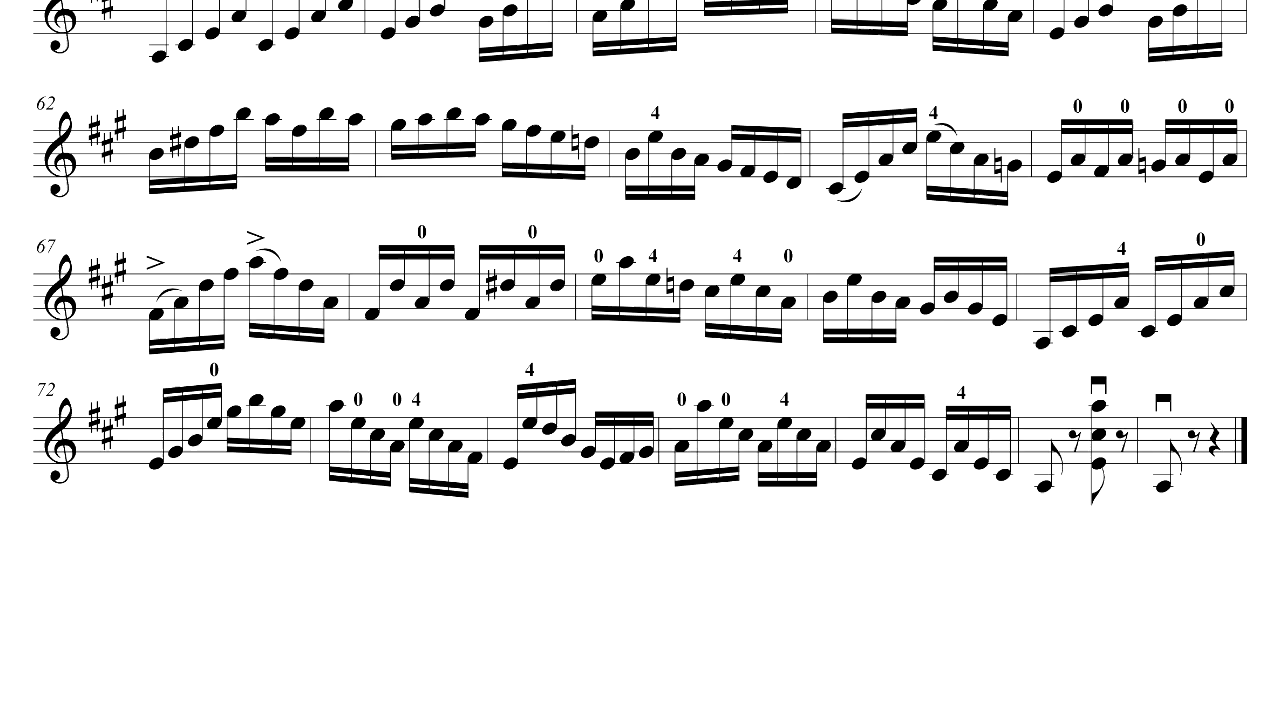 62
4 4 0 0 0 0
67
0 0 0 4 4 0 4 0
72
0 4 0 0 4 0 0 4 4